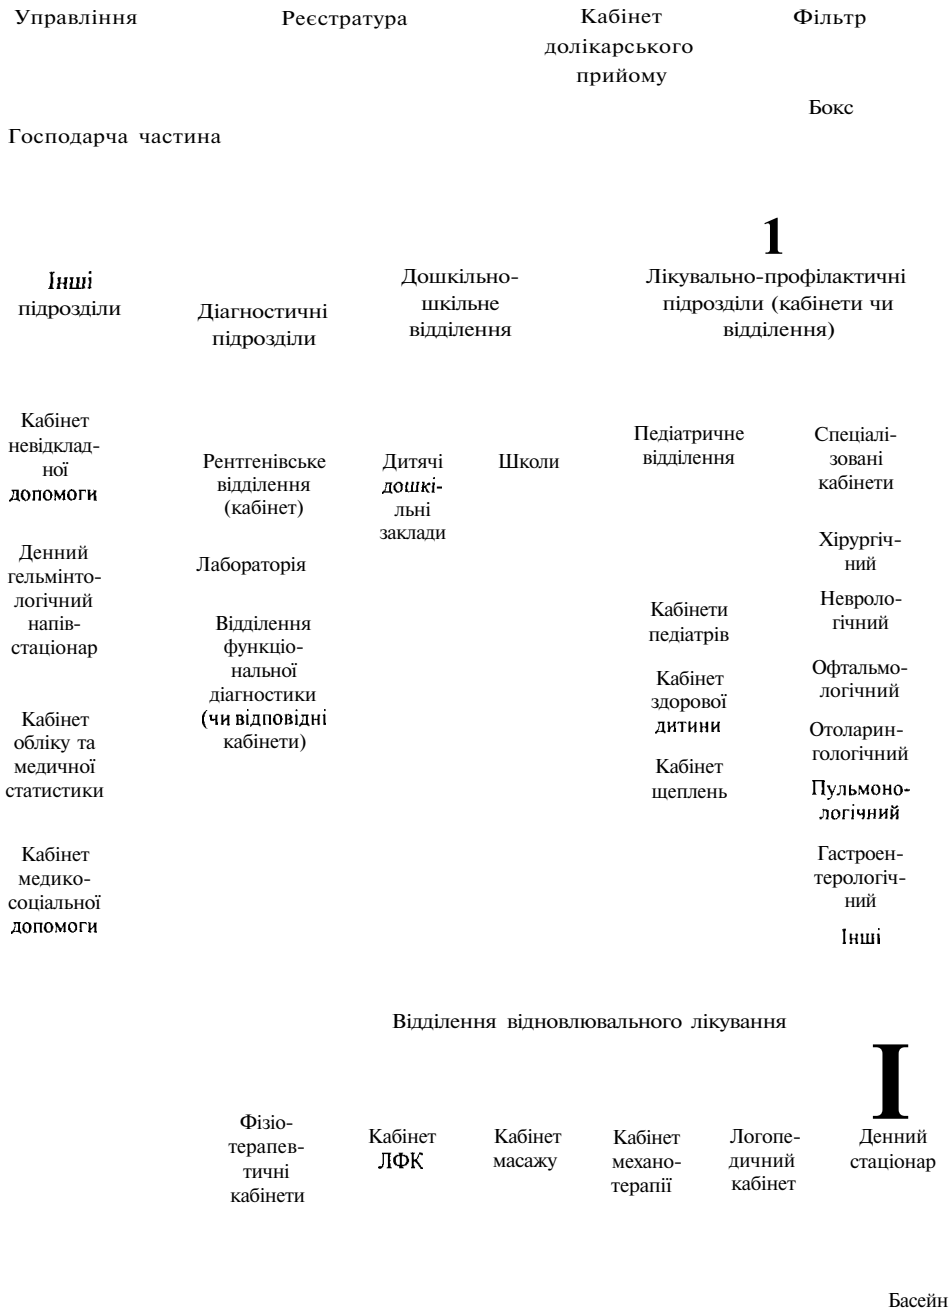 Управління
Реєстратура
Кабінет
долікарського
прийому
Фільтр
Бокс
Господарча частина
1
Інші
підрозділи
Діагностичні
підрозділи
Дошкільно-
шкільне
відділення
Лікувально-профілактичні
підрозділи (кабінети чи
відділення)
Кабінет
невідклад-
ної
допомоги
Денний
гельмінто-
логічний
напів-
стаціонар
Кабінет
обліку та
медичної
статистики
Кабінет
медико-
соціальної
допомоги
Рентгенівське
відділення
(кабінет)
Лабораторія
Відділення
функціо-
нальної
діагностики
(чи відповідні
кабінети)
Дитячі
дошкі-
льні
заклади
Школи
Педіатричне
відділення
Кабінети
педіатрів
Кабінет
здорової
дитини
Кабінет
щеплень
Спеціалі-
зовані
кабінети
Хірургіч-
ний
Невроло-
гічний
Офтальмо-
логічний
Отоларин-
гологічний
Пульмоно-
логічний
Гастроен-
терологіч-
ний
Інші
Відділення відновлювального лікування
I
Фізіо-
терапев-
тичні
кабінети
Кабінет
ЛФК
Кабінет
масажу
Кабінет
механо-
терапії
Логопе-
дичний
кабінет
Денний
стаціонар
Басейн